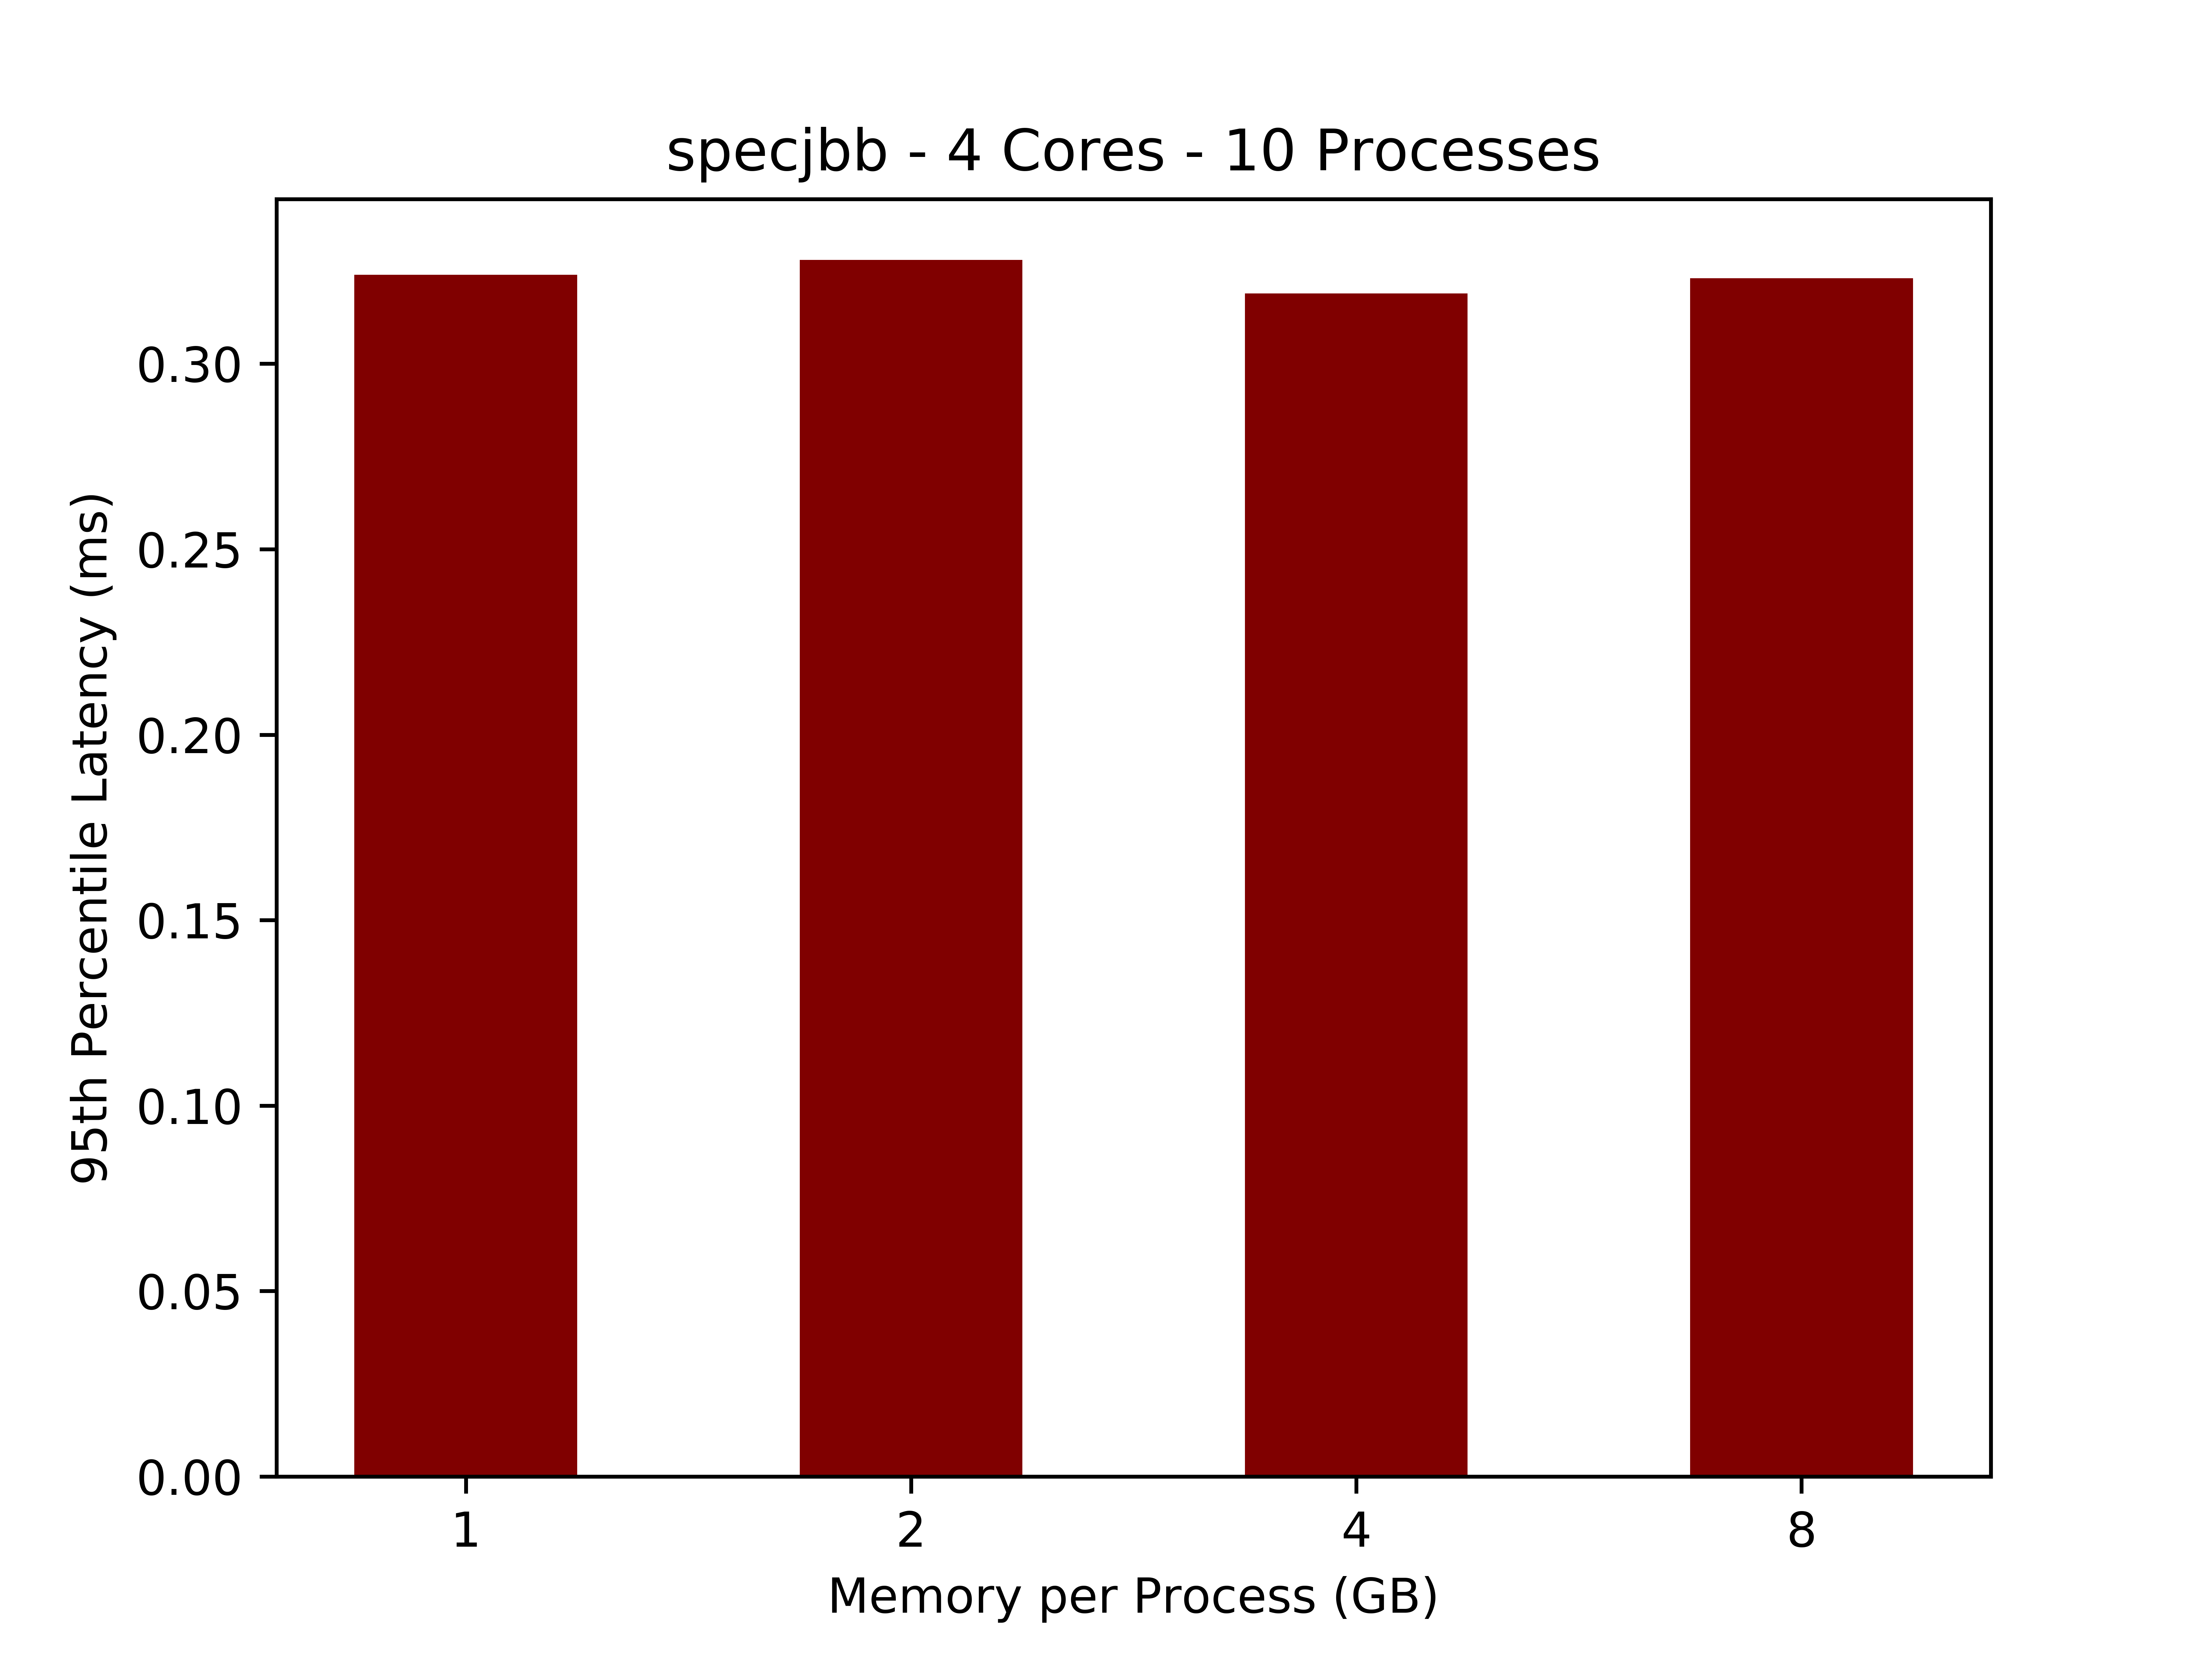 specjbb - 4 Cores - 10 Processes
95th Percentile Latency (ms)
0.30
0.25
0.20
0.15
0.10
0.05
0.00
1 2 4 8
Memory per Process (GB)